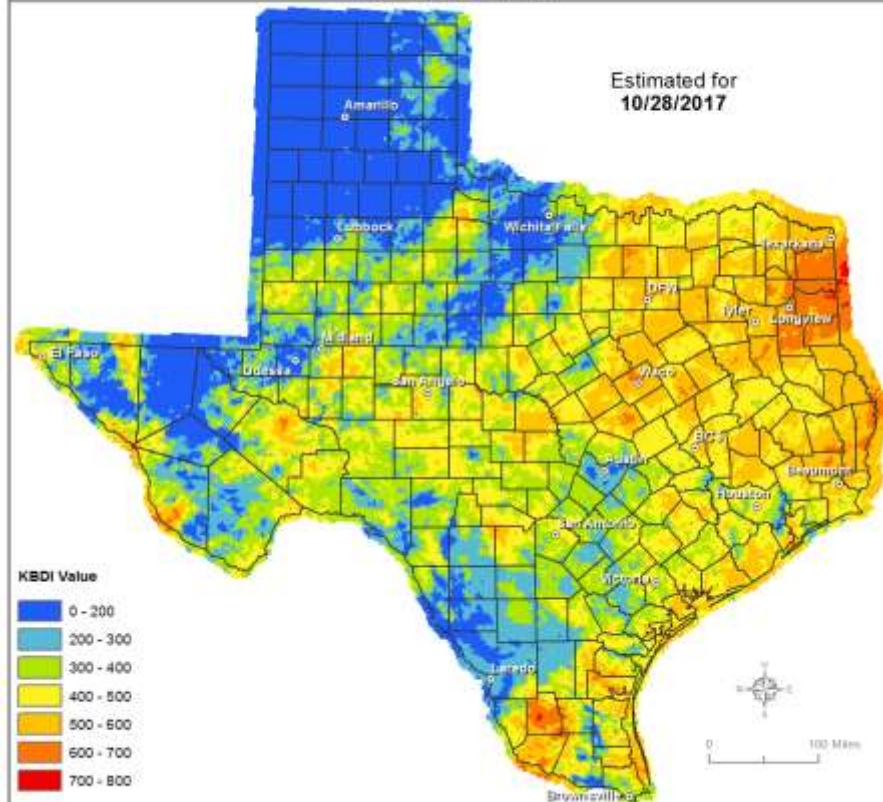 Estimated for
10/28/2017
Amarillo
Lubbock
Wichita Falls
Texarkana
DFW
Tyler
Longview
El Paso
Midland
Odessa
San Angelo
Waco
BCS
Austin
Beaumont
Houston
San Antonio
Victoria
Laredo
Brownsville
KBDI Value
0 - 200
200 - 300
300 - 400
400 - 500
500 - 600
600 - 700
700 - 800
0 100 Miles